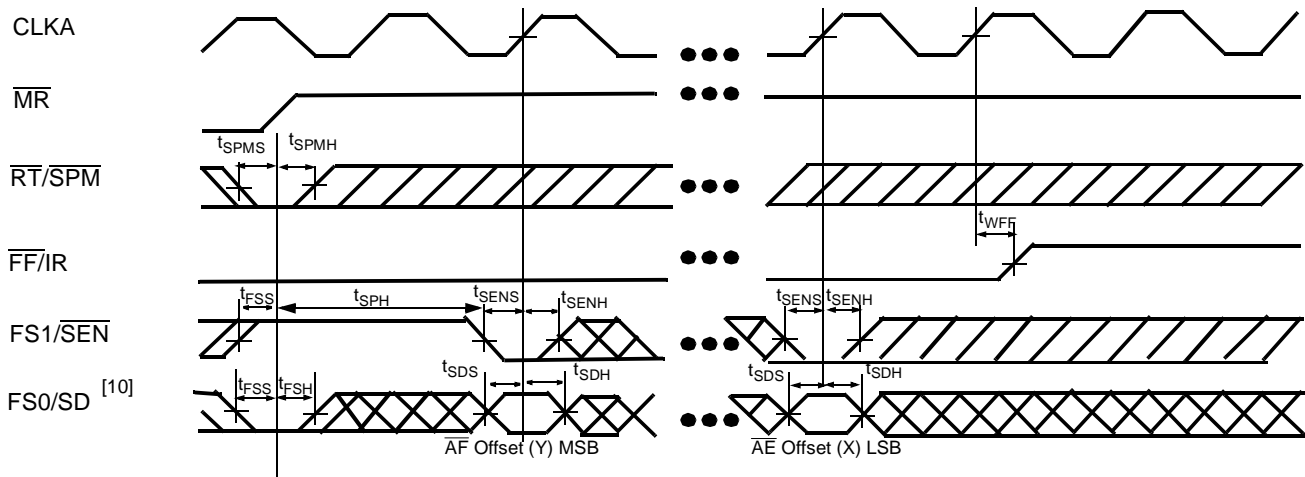 CLKA
MR
tSPMS tSPMH
RT/SPM
tWFF
FF/IR
tFSS tSPH tSENS tSENH tSENS tSENH
FS1/SEN
tFSS tFSH tSDS tSDH tSDS tSDH
FS0/SD [10]
AF Offset (Y) MSB AE Offset (X) LSB